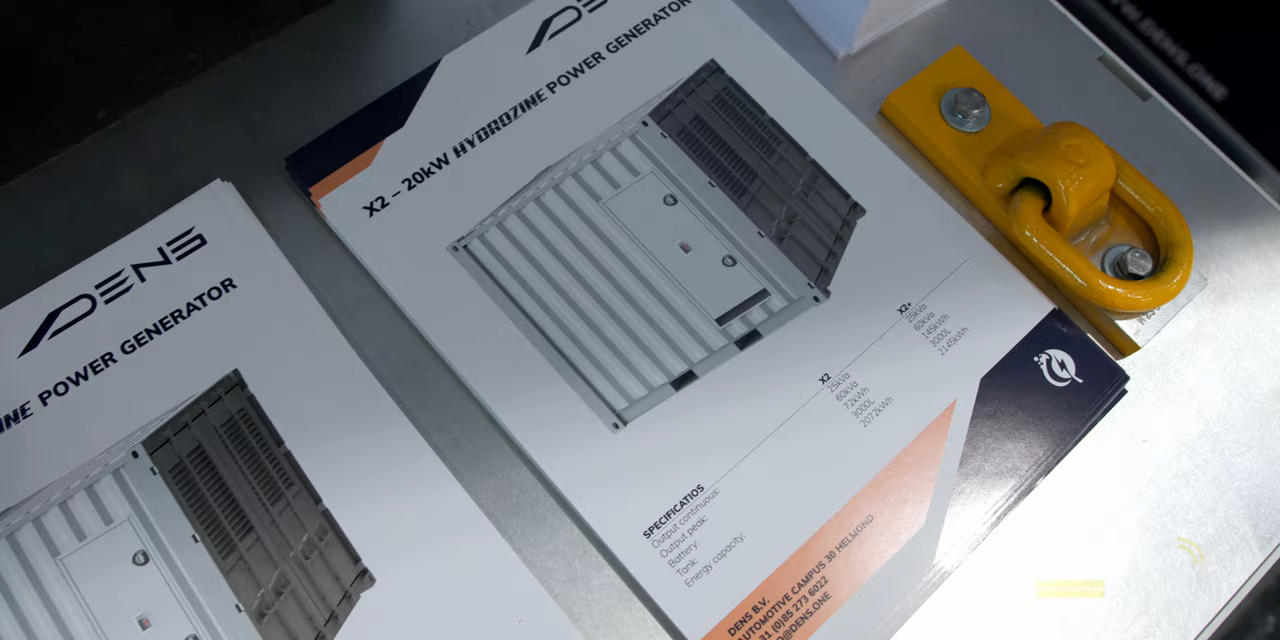 DENS
X2 – 20kW HYDROZINE POWER GENERATOR
X2
X2+
SPECIFICATIOS
Output continuous: 25kVa 25kVa
Output peak: 60kVa 60kVa
Battery: 72kWh 145kWh
Tank: 3000L 3000L
Energy capacity: 2072kWh 2145kWh
DENS B.V.
AUTOMOTIVE CAMPUS 30 HELMOND
31 (0)85 273 6022
@DENS.ONE
DENS
POWER GENERATOR